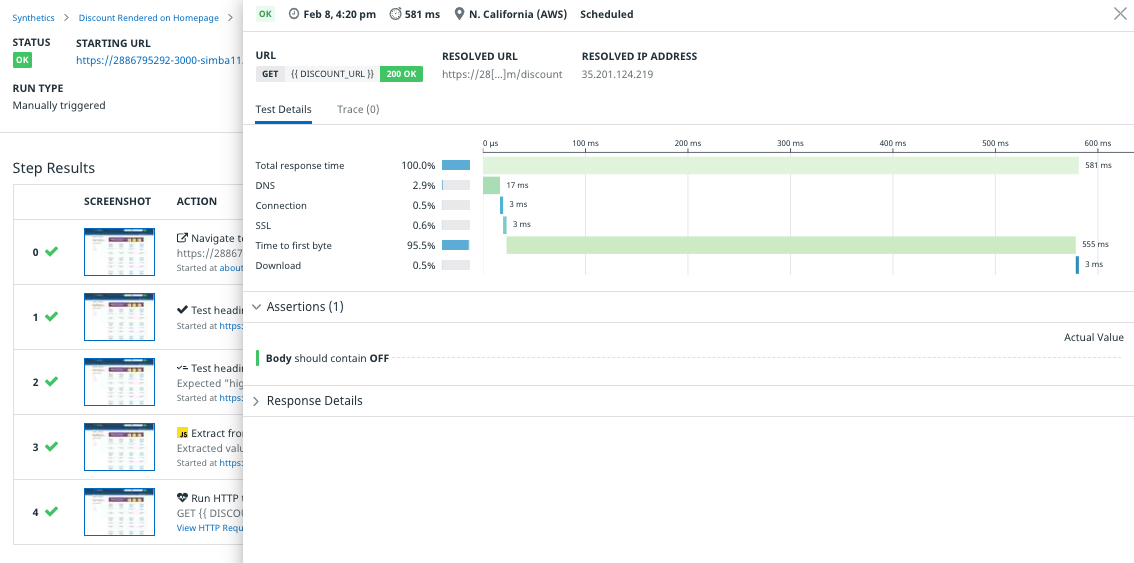 Synthetics > Discount Rendered on Homepage >
STATUS
STARTING URL
OK
https://2886795292-3000-simba11.
RUN TYPE
Manually triggered
Step Results
SCREENSHOT ACTION
0 Navigate to
https://28867
Started at about
1 Test headin
Started at https:
2 Test headin
Expected "hig
Started at https:
3 JS Extract fro
Extracted valu
Started at https:
4 Run HTTP t
GET {{ DISCOU
View HTTP Requ
OK Feb 8, 4:20 pm 581 ms N. California (AWS) Scheduled
URL
GET {{ DISCOUNT_URL }} 200 OK
RESOLVED URL
https://28[...]m/discount
RESOLVED IP ADDRESS
35.201.124.219
Test Details Trace (0)
0 µs 100 ms 200 ms 300 ms 400 ms 500 ms 600 ms
Total response time 100.0% 581 ms
DNS 2.9% 17 ms
Connection 0.5% 3 ms
SSL 0.6% 3 ms
Time to first byte 95.5% 555 ms
Download 0.5% 3 ms
Assertions (1)
Actual Value
Body should contain OFF
Response Details